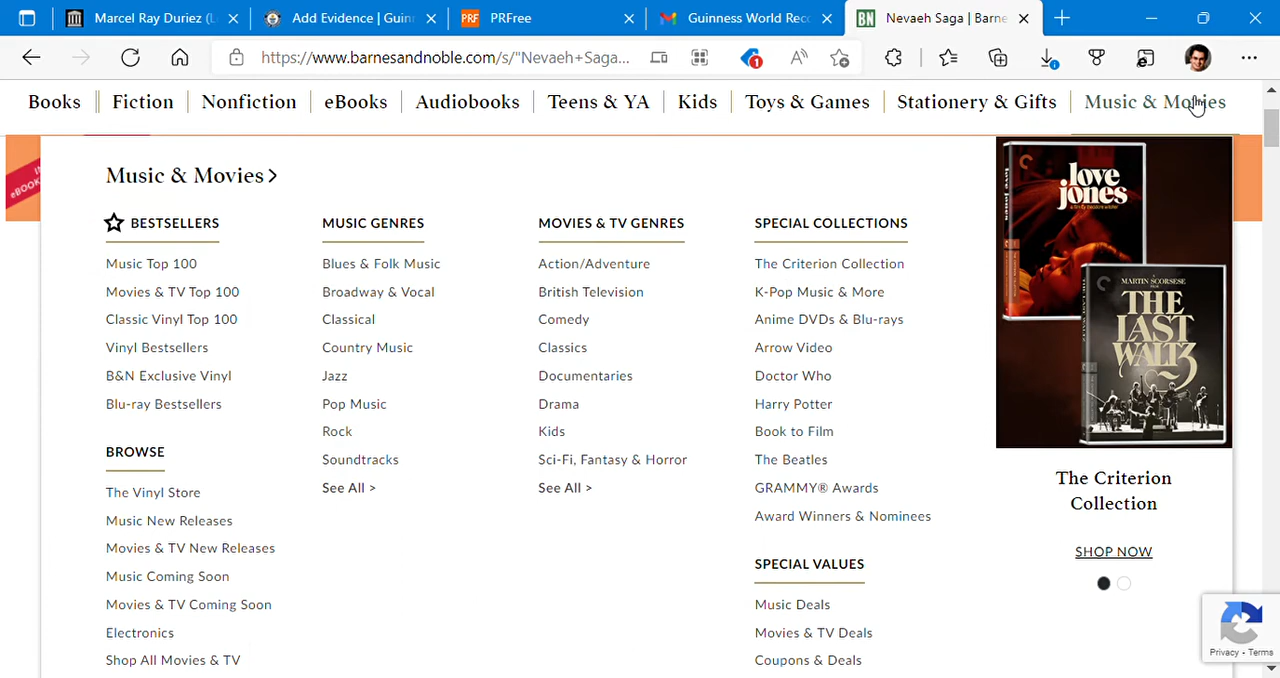 Marcel Ray Duriez (L
Add Evidence | Guin
PRF PRFree
Guinness World Reco
BN Nevaeh Saga | Barne
https://www.barnesandnoble.com/s/"Nevaeh+Saga...
1
Books
Fiction
Nonfiction
eBooks
Audiobooks
Teens & YA
Kids
Toys & Games
Stationery & Gifts
Music & Movies
IN
eBOOK
Music & Movies >
BESTSELLERS
Music Top 100
Movies & TV Top 100
Classic Vinyl Top 100
Vinyl Bestsellers
B&N Exclusive Vinyl
Blu-ray Bestsellers
BROWSE
The Vinyl Store
Music New Releases
Movies & TV New Releases
Music Coming Soon
Movies & TV Coming Soon
Electronics
Shop All Movies & TV
MUSIC GENRES
Blues & Folk Music
Broadway & Vocal
Classical
Country Music
Jazz
Pop Music
Rock
Soundtracks
See All >
MOVIES & TV GENRES
Action/Adventure
British Television
Comedy
Classics
Documentaries
Drama
Kids
Sci-Fi, Fantasy & Horror
See All >
SPECIAL COLLECTIONS
The Criterion Collection
K-Pop Music & More
Anime DVDs & Blu-rays
Arrow Video
Doctor Who
Harry Potter
Book to Film
The Beatles
GRAMMY® Awards
Award Winners & Nominees
SPECIAL VALUES
Music Deals
Movies & TV Deals
Coupons & Deals
love
jones
MARTIN SCORSESE
THE
LAST
WALTZ
The Criterion
Collection
SHOP NOW
Privacy - Terms